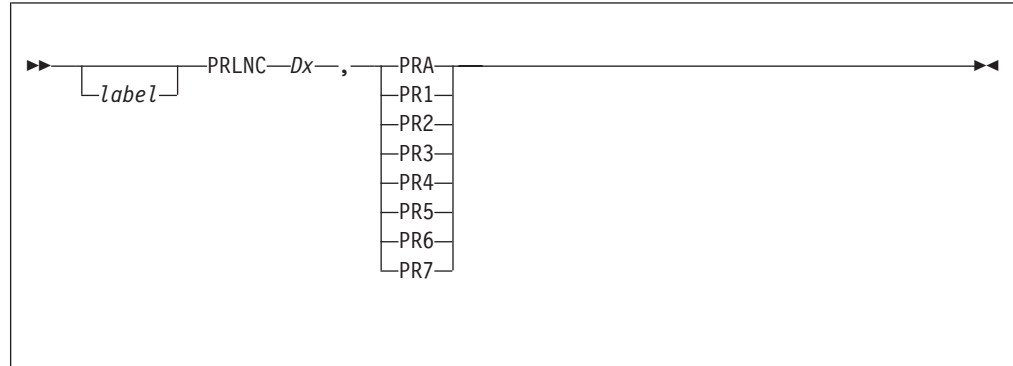 PRLNC Dx , PRA
label PR1
PR2
PR3
PR4
PR5
PR6
PR7